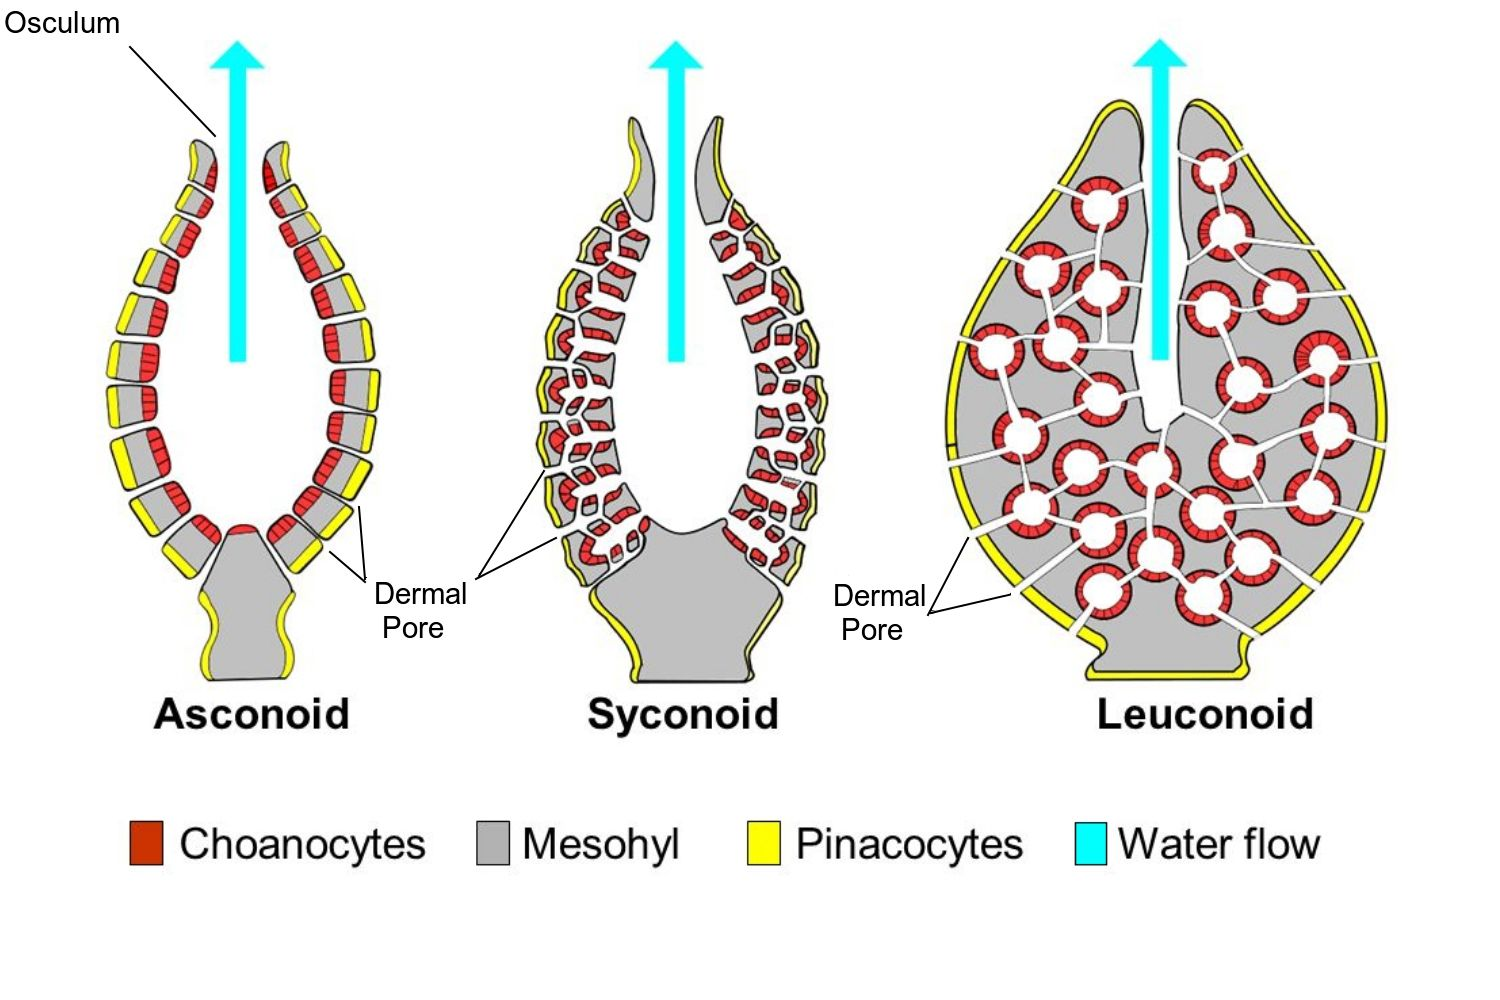 Osculum
Dermal
Pore
Dermal
Pore
Asconoid
Syconoid
Leuconoid
Choanocytes
Mesohyl
Pinacocytes
Water flow